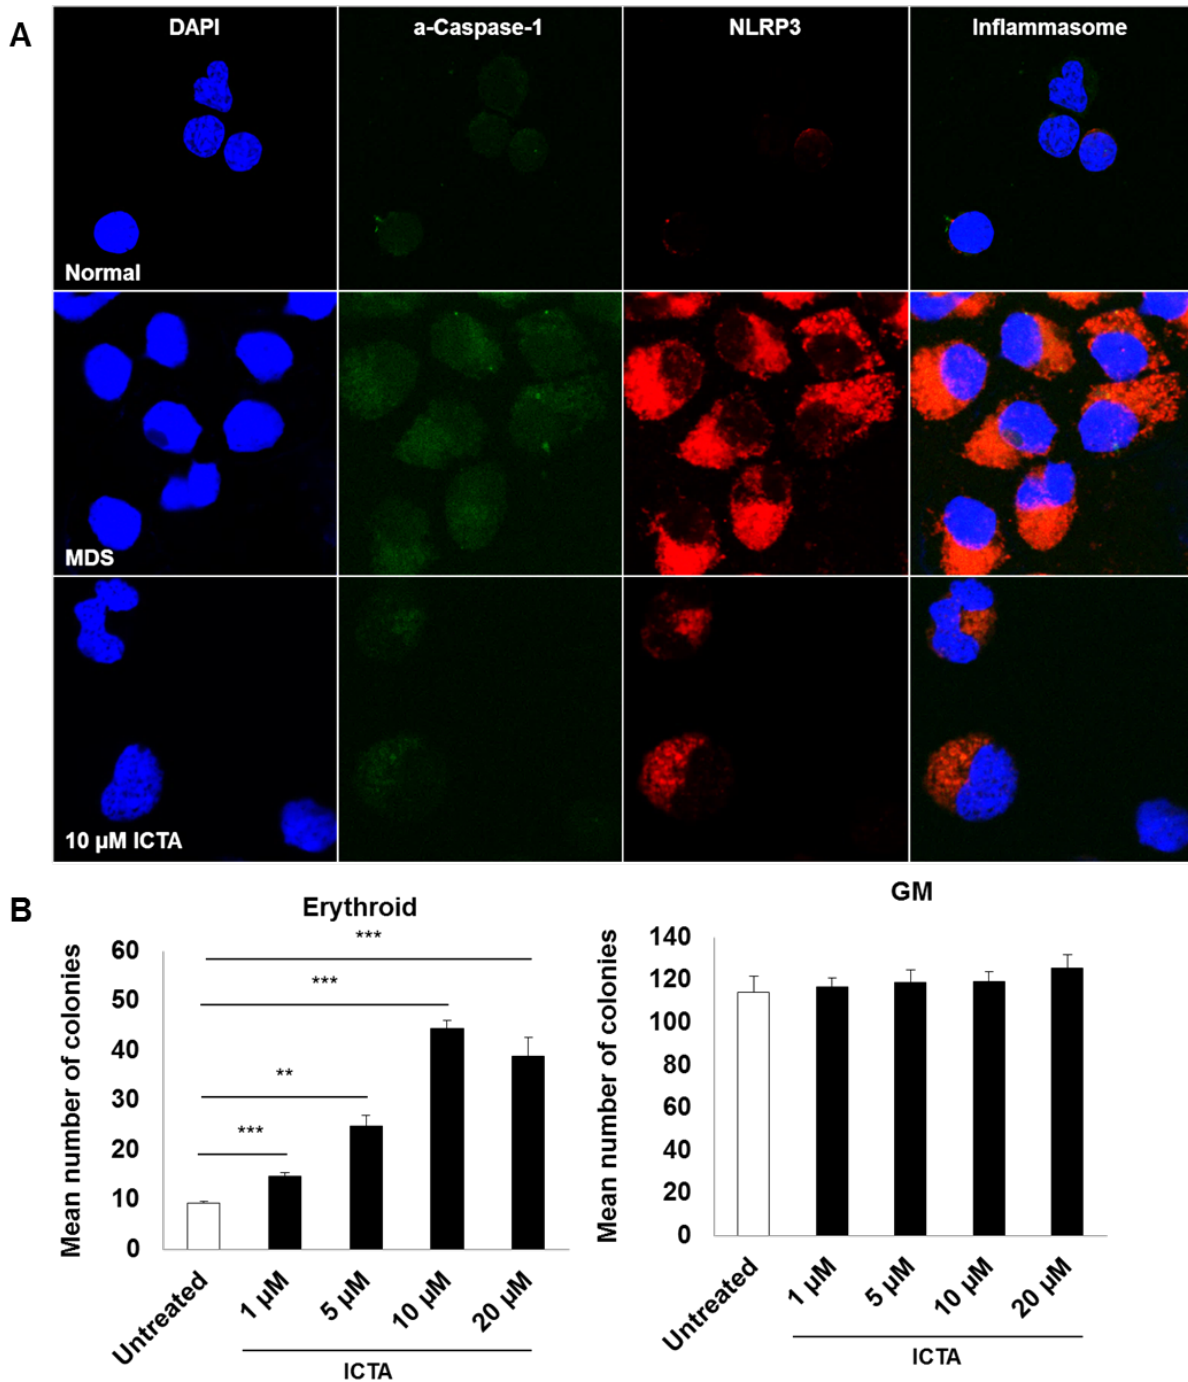 A
DAPI
a-Caspase-1
NLRP3
Inflammasome
Normal
MDS
10 µM ICTA
B
Erythroid
Mean number of colonies
60
50
40
30
20
10
0
***
***
**
***
Untreated
1 µM
5 µM
10 µM
20 µM
ICTA
GM
Mean number of colonies
140
120
100
80
60
40
20
0
Untreated
1 µM
5 µM
10 µM
20 µM
ICTA